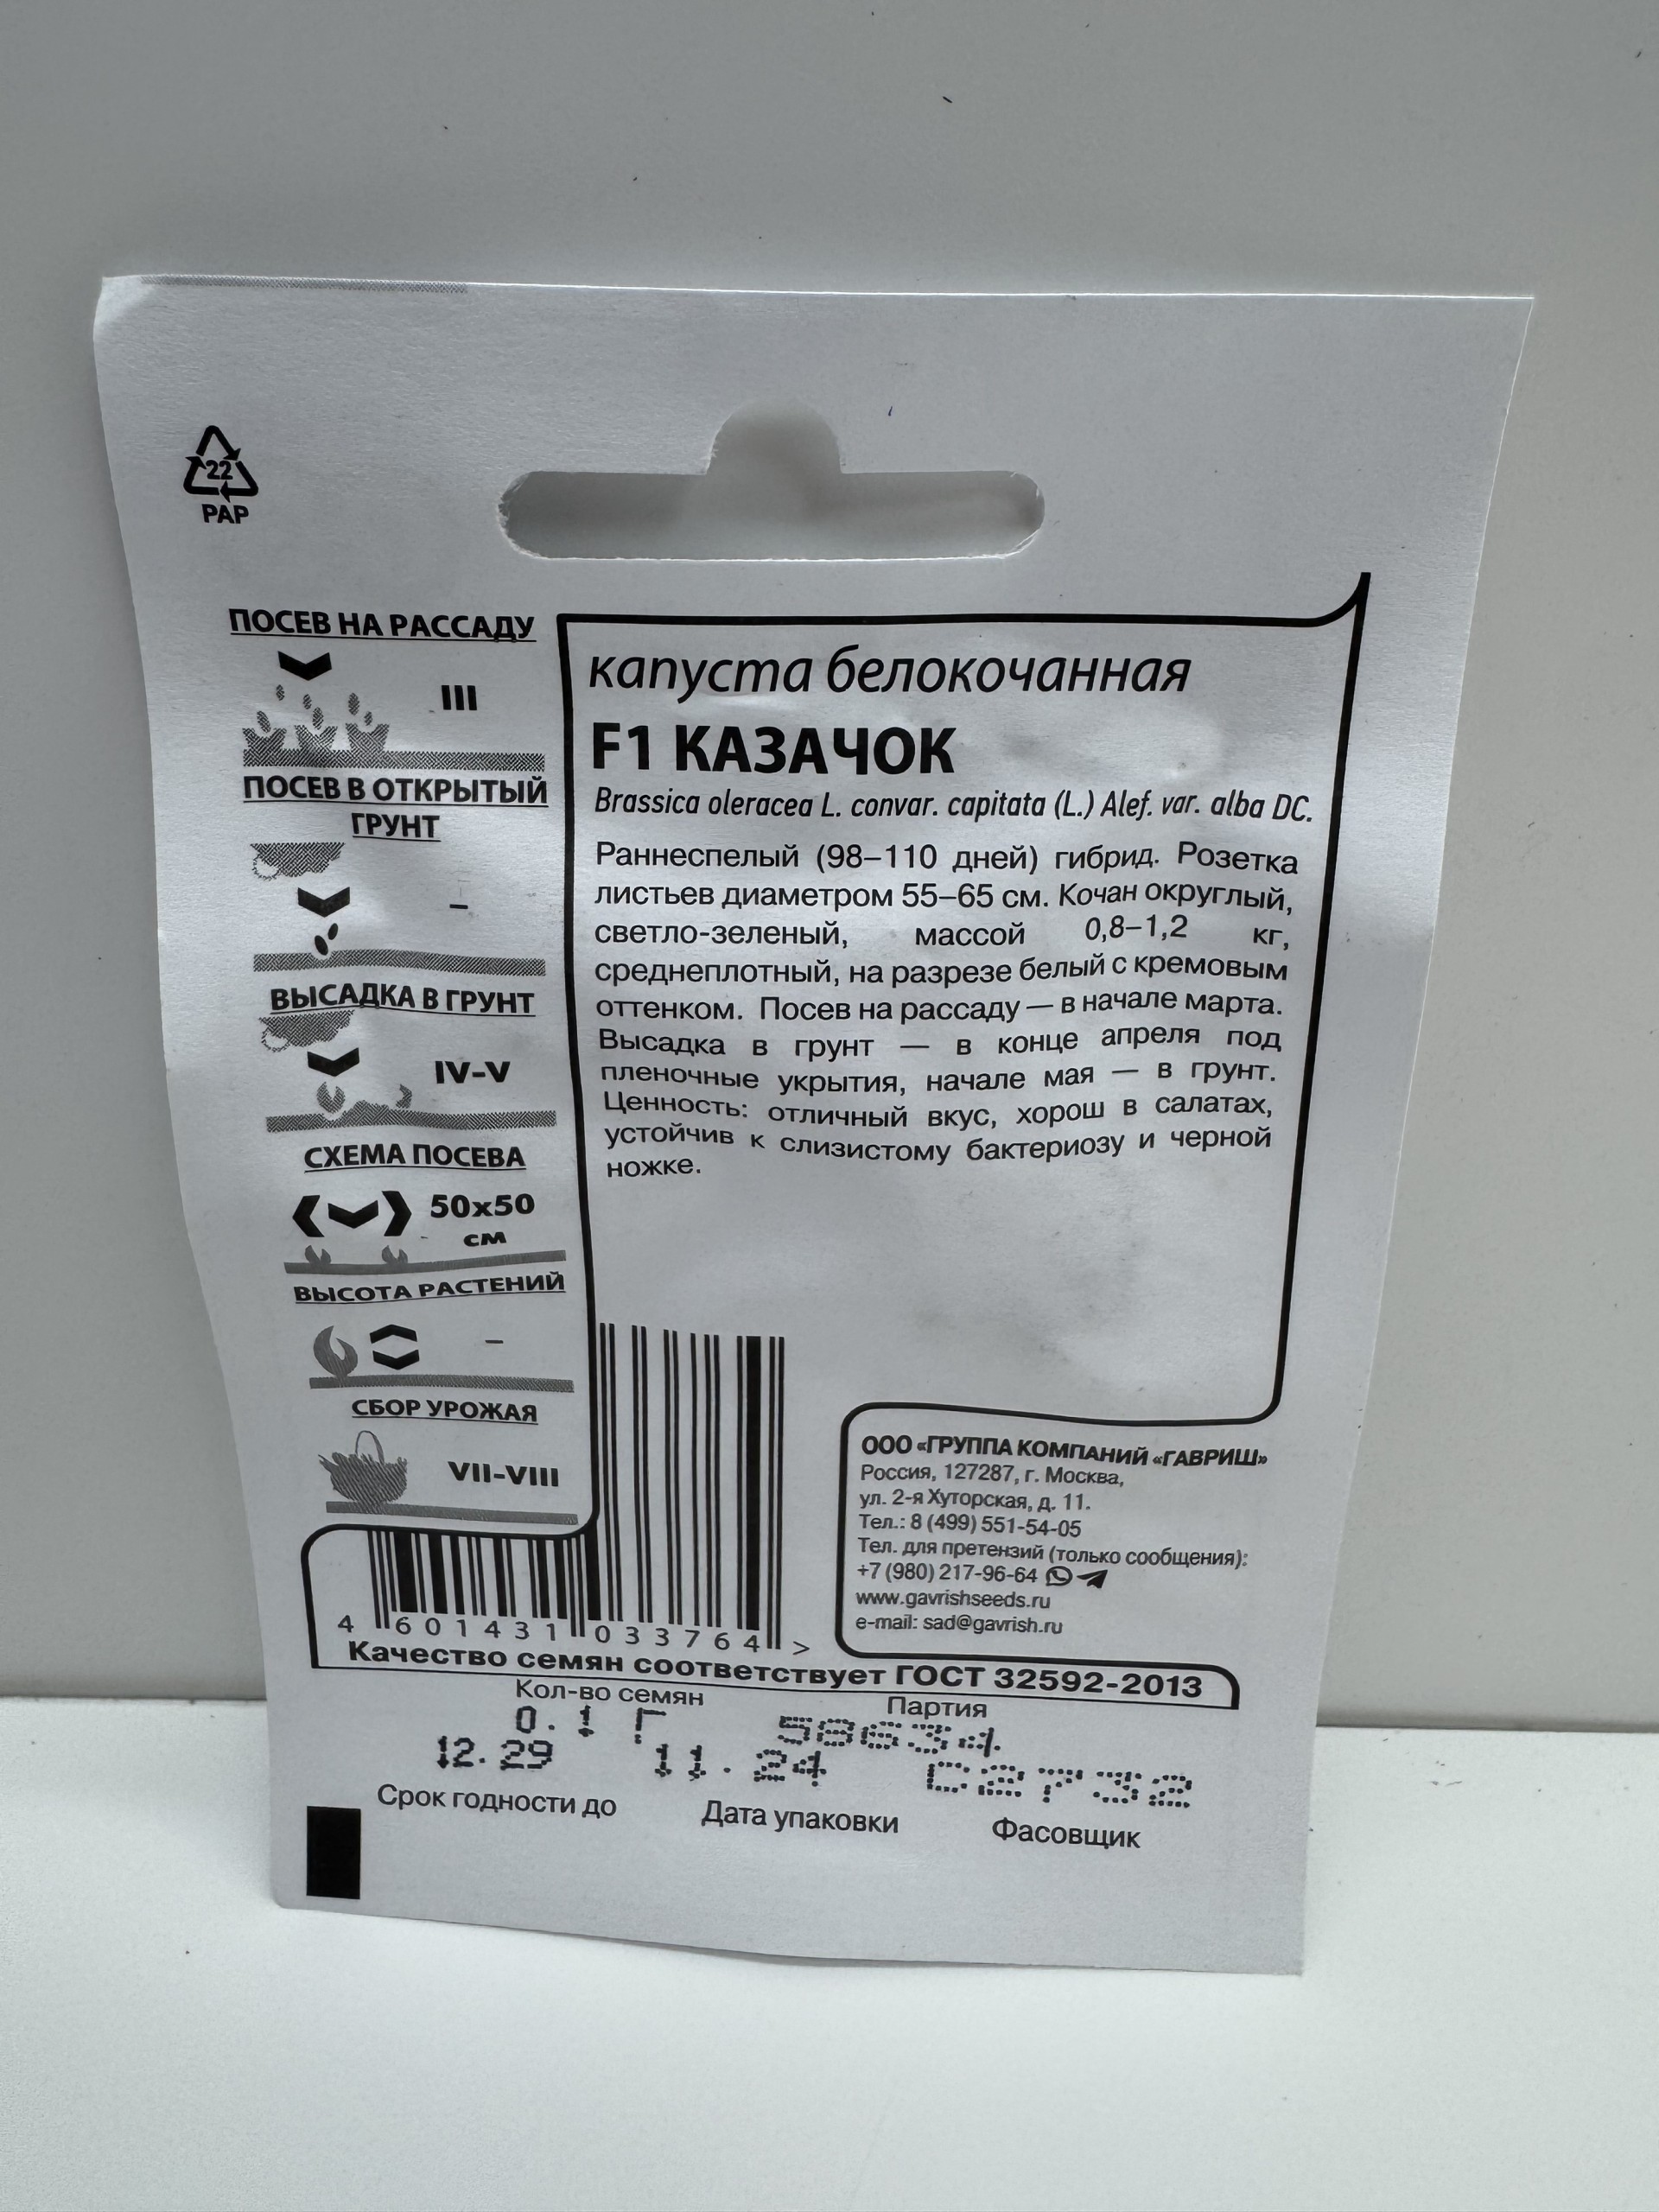 22
PAP
ПОСЕВ НА РАССАДУ
III
ПОСЕВ В ОТКРЫТЫЙ
ГРУНТ
–
ВЫСАДКА В ГРУНТ
IV-V
СХЕМА ПОСЕВА
50x50
см
ВЫСОТА РАСТЕНИЙ
–
СБОР УРОЖАЯ
VII-VIII
капуста белокочанная
F1 КАЗАЧОК
Brassica oleracea L. convar. capitata (L.) Alef. var. alba DC.
Раннеспелый (98–110 дней) гибрид. Розетка
листьев диаметром 55–65 см. Кочан округлый,
светло-зеленый, массой 0,8–1,2 кг,
среднеплотный, на разрезе белый с кремовым
оттенком. Посев на рассаду — в начале марта.
Высадка в грунт — в конце апреля под
пленочные укрытия, начале мая — в грунт.
Ценность: отличный вкус, хорош в салатах,
устойчив к слизистому бактериозу и черной
ножке.
ООО «ГРУППА КОМПАНИЙ «ГАВРИШ»
Россия, 127287, г. Москва,
ул. 2-я Хуторская, д. 11.
Тел.: 8 (499) 551-54-05
Тел. для претензий (только сообщения):
+7 (980) 217-96-64
www.gavrishseeds.ru
e-mail: sad@gavrish.ru
4 601431 033764 >
Качество семян соответствует ГОСТ 32592-2013
Кол-во семян Партия
0.1 Г
12.29 11.24 С2732
Срок годности до Дата упаковки Фасовщик